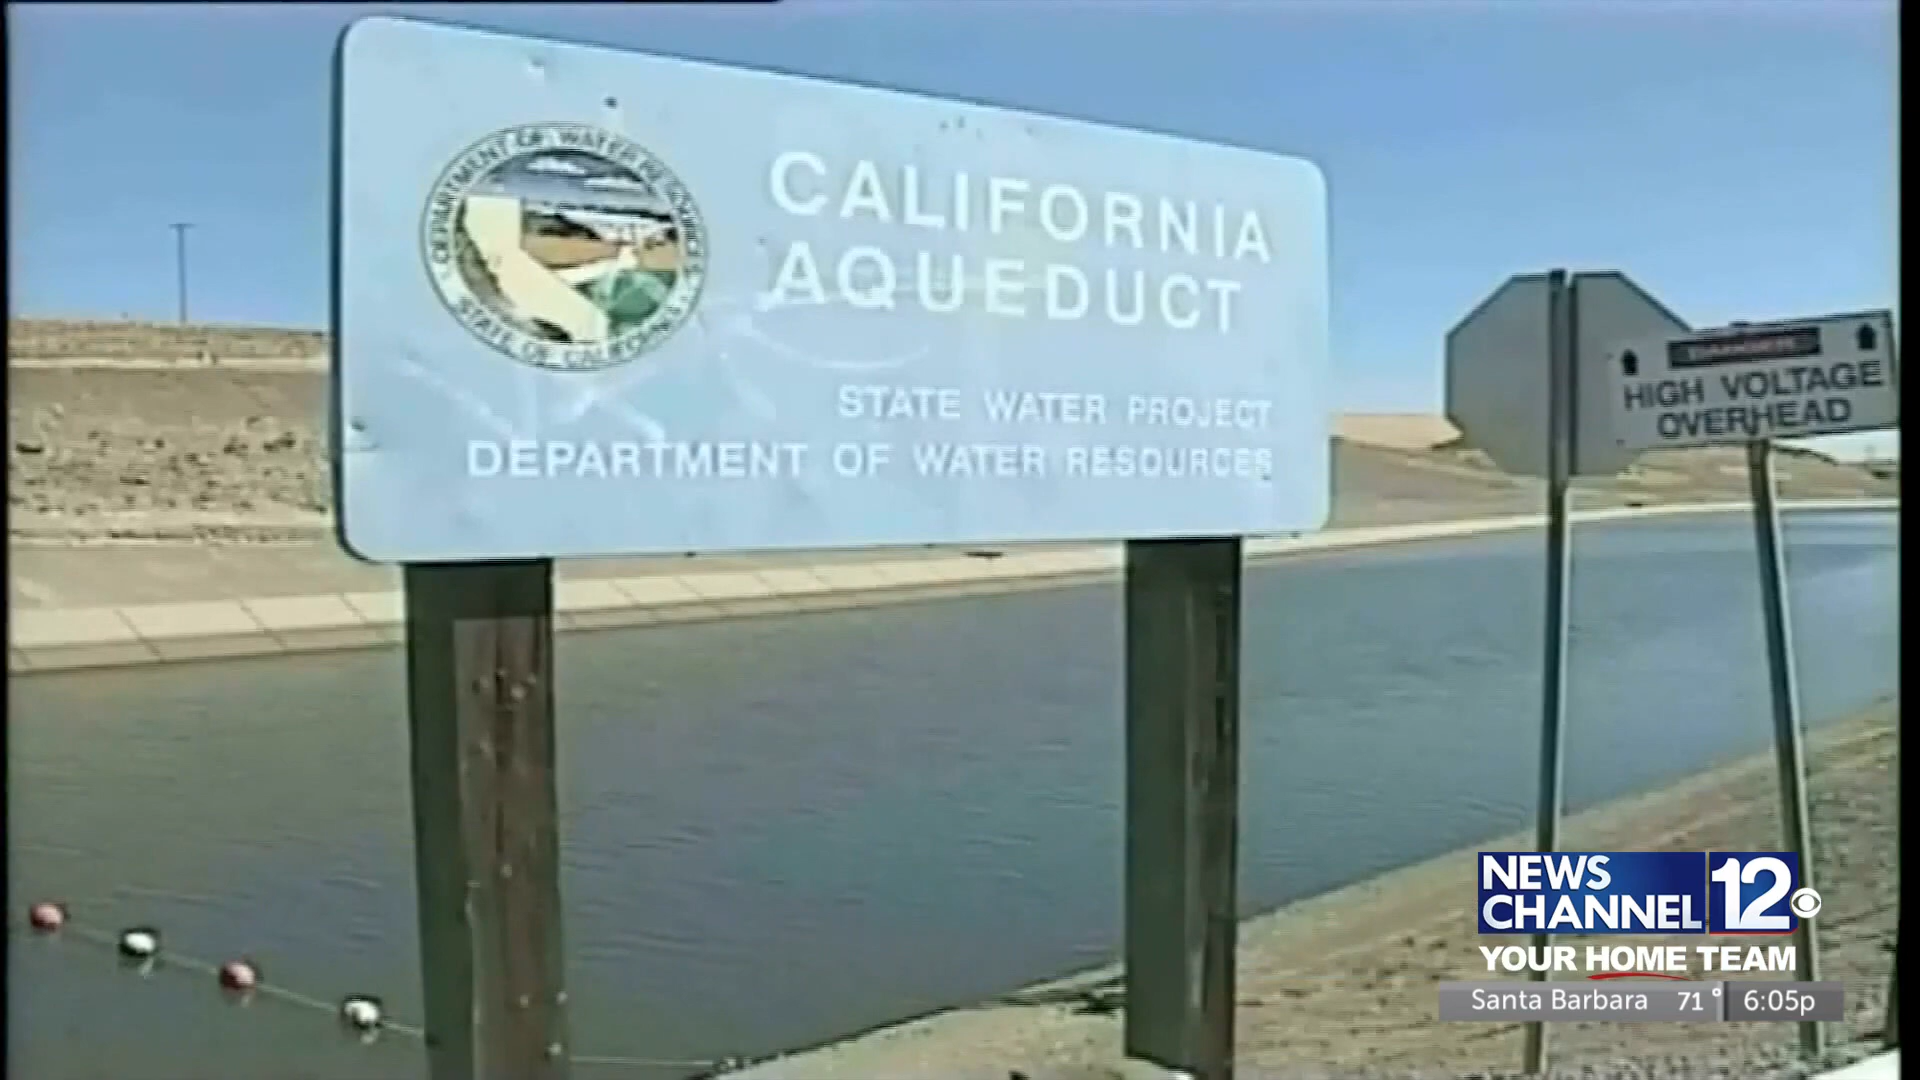 DEPARTMENT OF WATER RESOURCES
STATE OF CALIFORNIA
CALIFORNIA
AQUEDUCT
STATE WATER PROJECT
DEPARTMENT OF WATER RESOURCES
DANGER
HIGH VOLTAGE
OVERHEAD
NEWS
CHANNEL 12
YOUR HOME TEAM
Santa Barbara 71° 6:05p